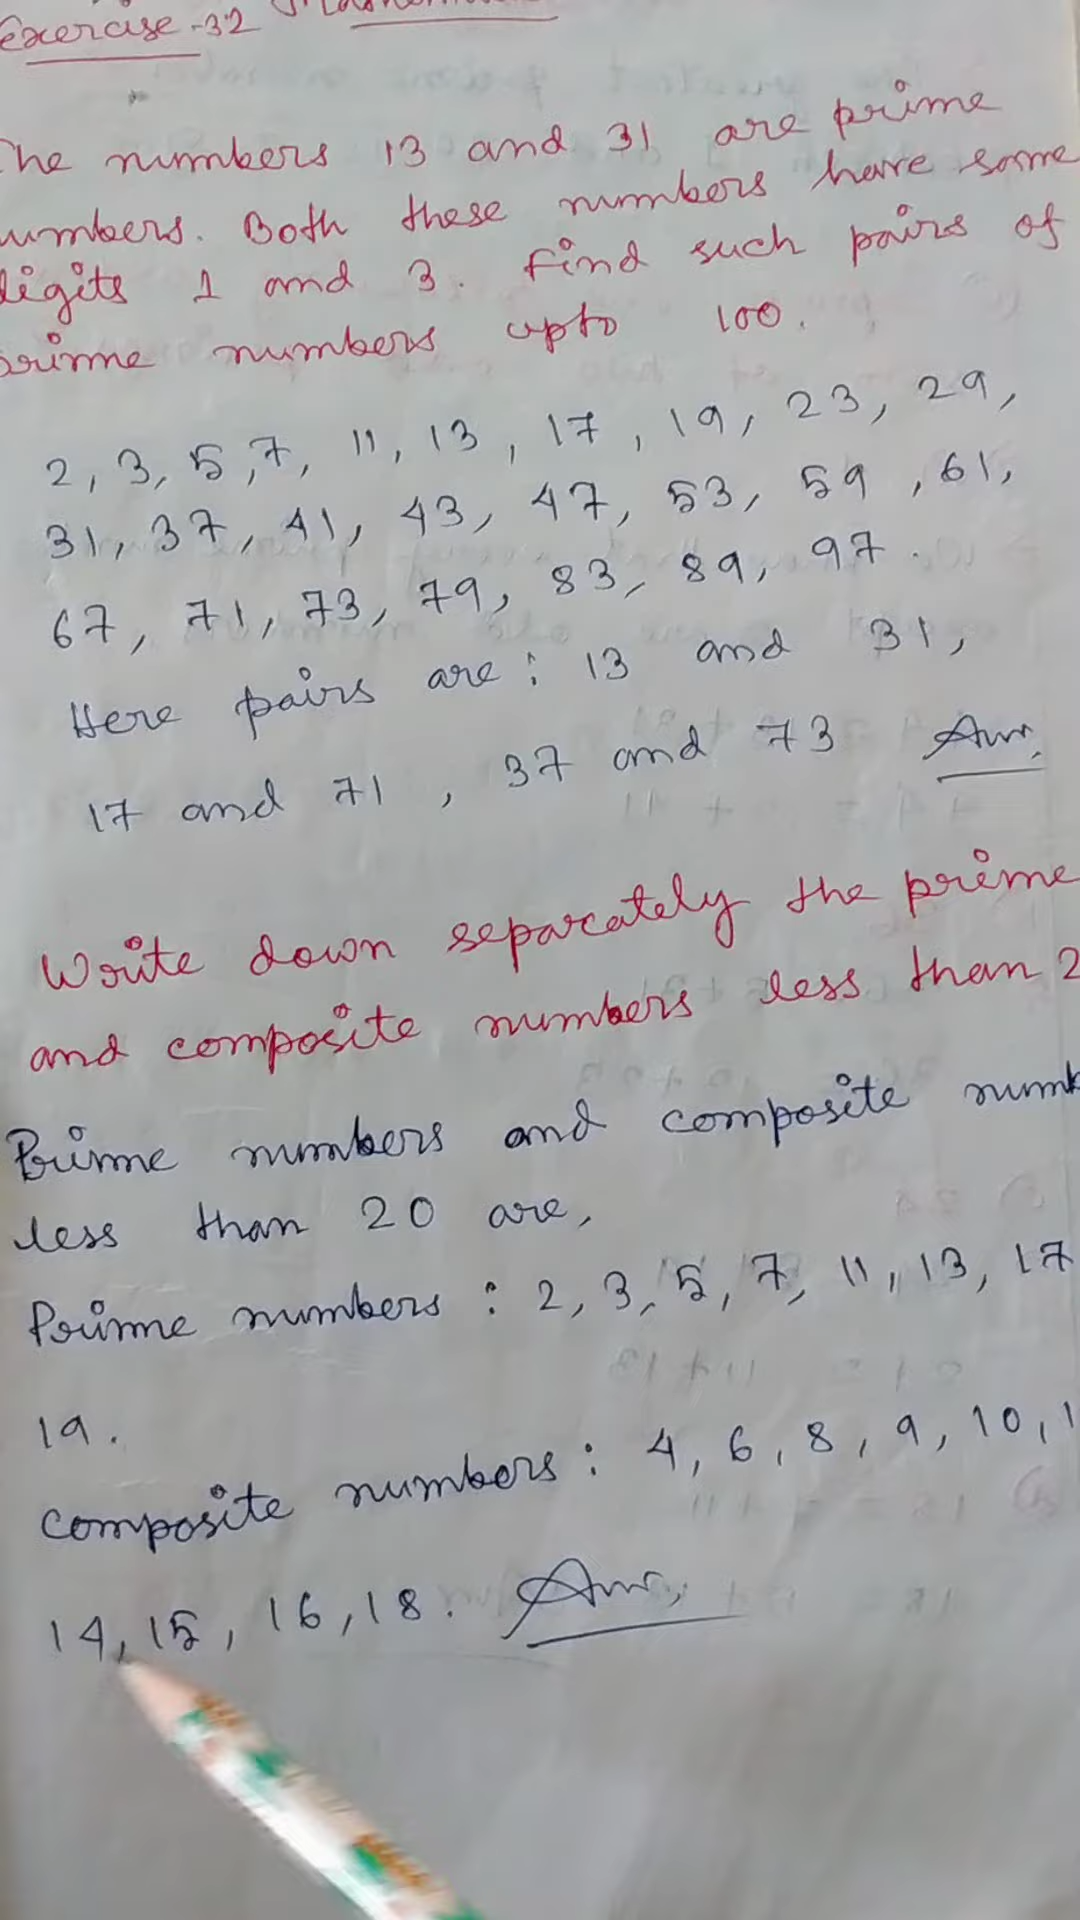 Exercise-32
The numbers 13 and 31 are prime
numbers. Both these numbers have same
digits 1 and 3. Find such pairs of
prime numbers upto 100.
2, 3, 5, 7, 11, 13, 17, 19, 23, 29,
31, 37, 41, 43, 47, 53, 59, 61,
67, 71, 73, 79, 83, 89, 97.
Here pairs are: 13 and 31,
17 and 71, 37 and 73 Ans.
Write down separately the prime
and composite numbers less than 2
Prime numbers and composite numb
less than 20 are,
Prime numbers: 2, 3, 5, 7, 11, 13, 17
19.
composite numbers: 4, 6, 8, 9, 10, 1
14, 15, 16, 18. Ans,